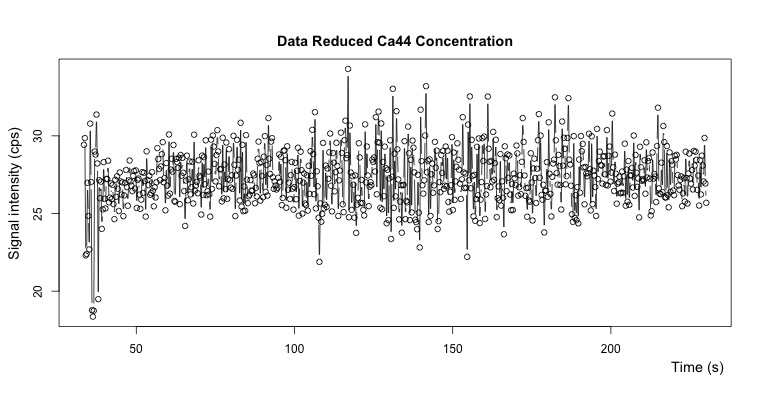 Data Reduced Ca44 Concentration
Signal intensity (cps)
30
25
20
50 100 150 200
Time (s)